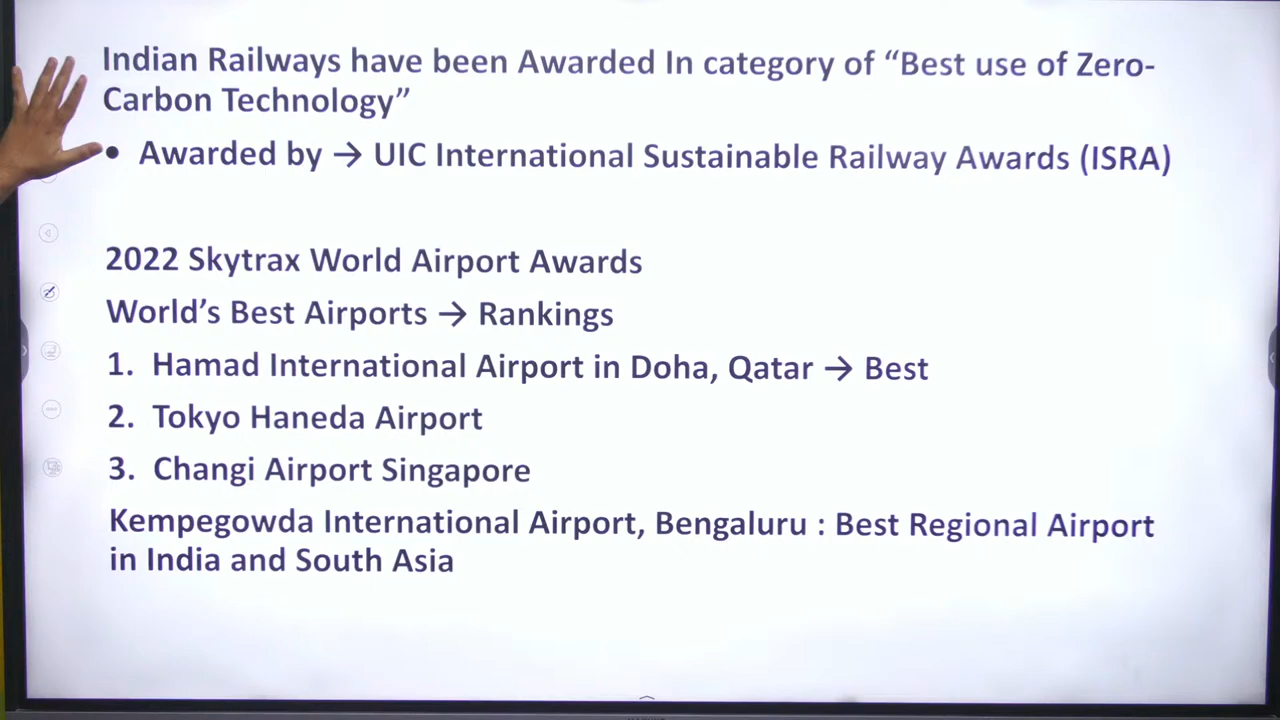 Indian Railways have been Awarded In category of “Best use of Zero-
Carbon Technology”
• Awarded by → UIC International Sustainable Railway Awards (ISRA)
2022 Skytrax World Airport Awards
World’s Best Airports → Rankings
1. Hamad International Airport in Doha, Qatar → Best
2. Tokyo Haneda Airport
3. Changi Airport Singapore
Kempegowda International Airport, Bengaluru : Best Regional Airport
in India and South Asia